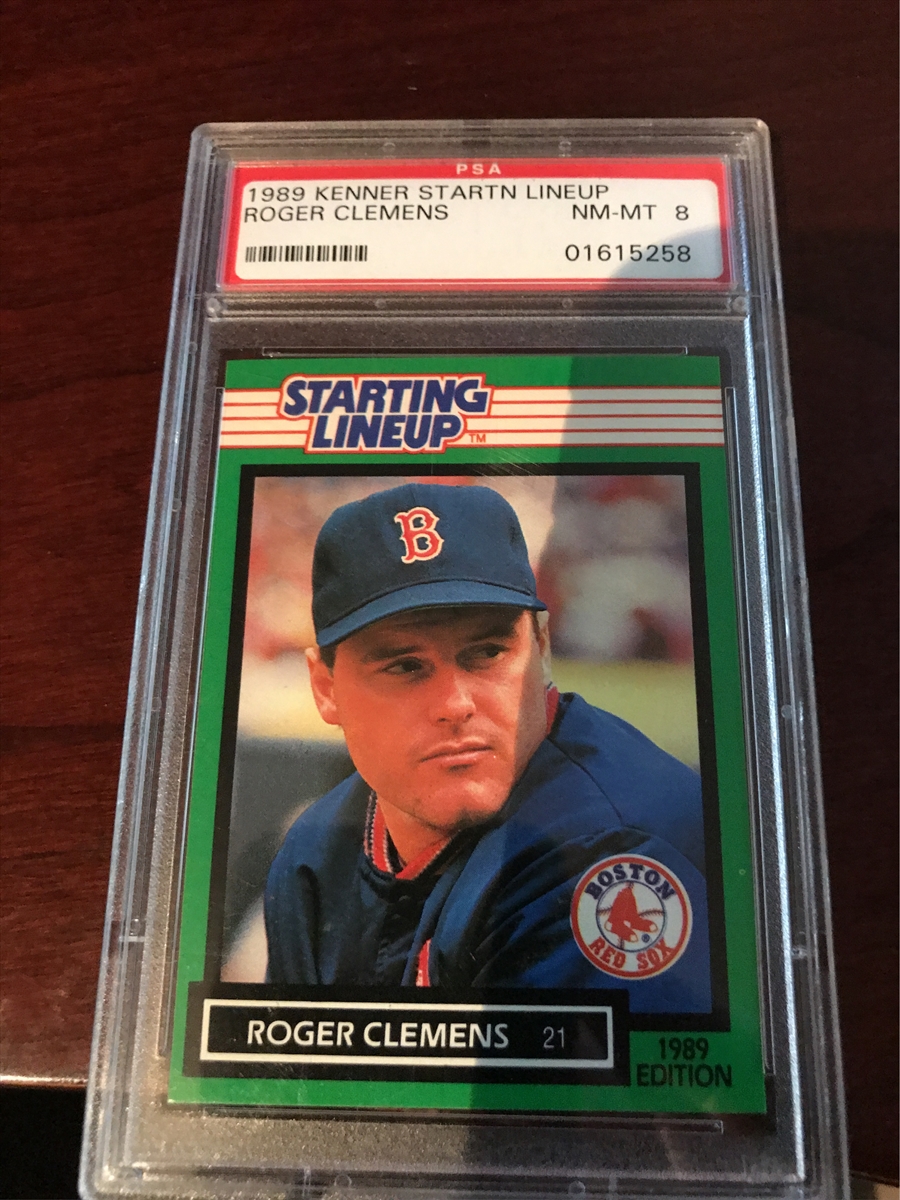 PSA
1989 KENNER STARTN LINEUP
ROGER CLEMENS NM-MT 8
01615258
STARTING
LINEUP™
B
BOSTON
RED SOX
®
ROGER CLEMENS 21
1989
EDITION